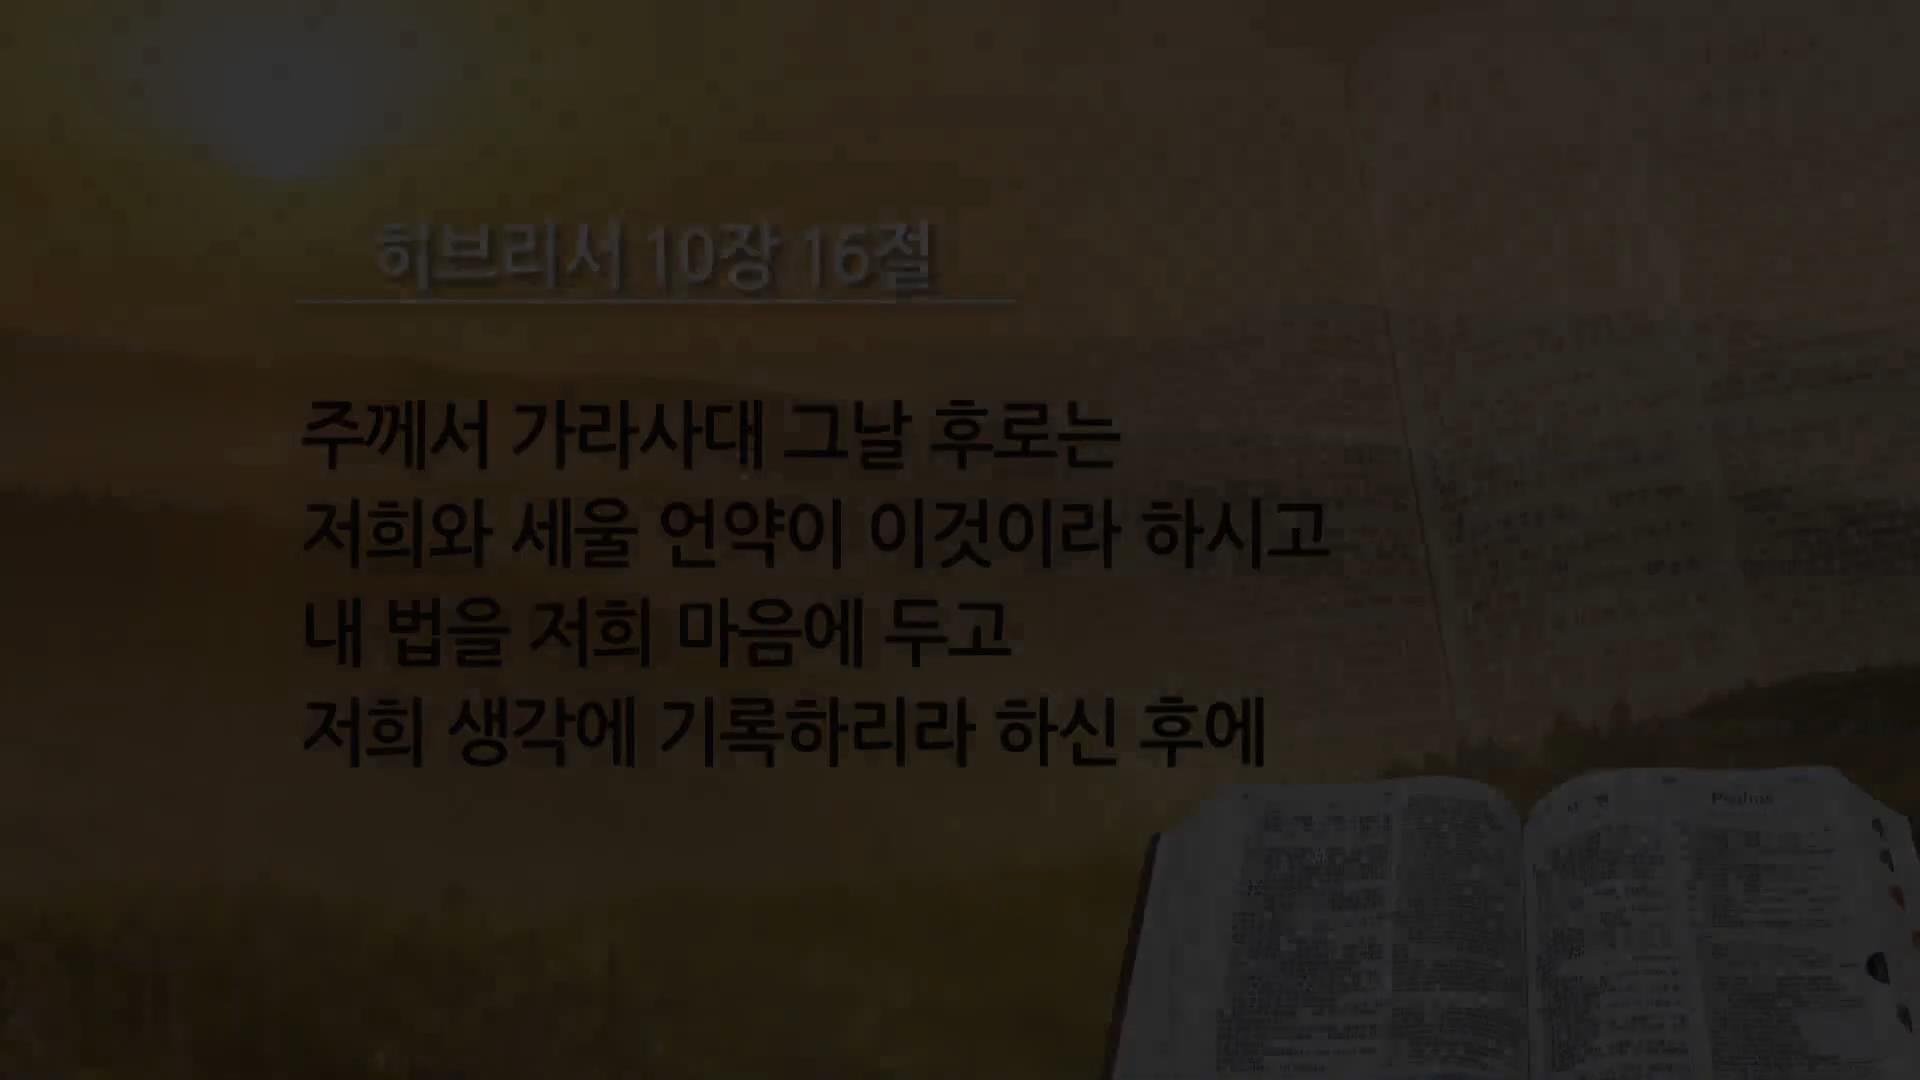 허브리서 10장 16절
주께서 가라사대 그날 후로는
저희와 세울 언약이 이것이라 하시고
내 법을 저희 마음에 두고
저희 생각에 기록하리라 하신 후에
Psalms